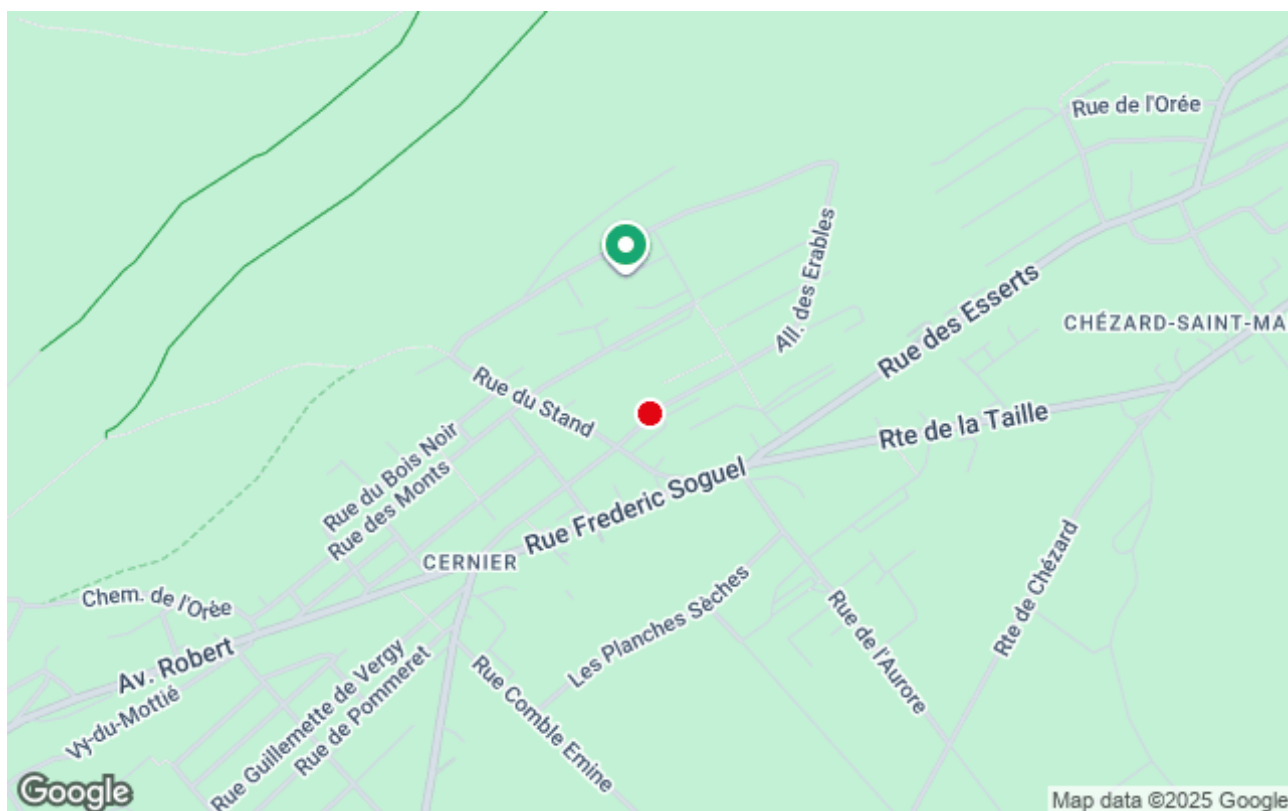 Rue de l'Orée
All. des Erables
Rue des Esserts
CHÉZARD-SAINT-MA
Rue du Stand
Rte de la Taille
Rue du Bois Noir
Rue des Monts
Rue Frederic Soguel
CERNIER
Rte de Chézard
Chem. de l'Orée
Les Planches Sèches
Rue de l'Aurore
Av. Robert
Vy-du-Mottié
Rue Guillemette de Vergy
Rue de Pommeret
Rue Comble Emine
Google
Map data ©2025 Google